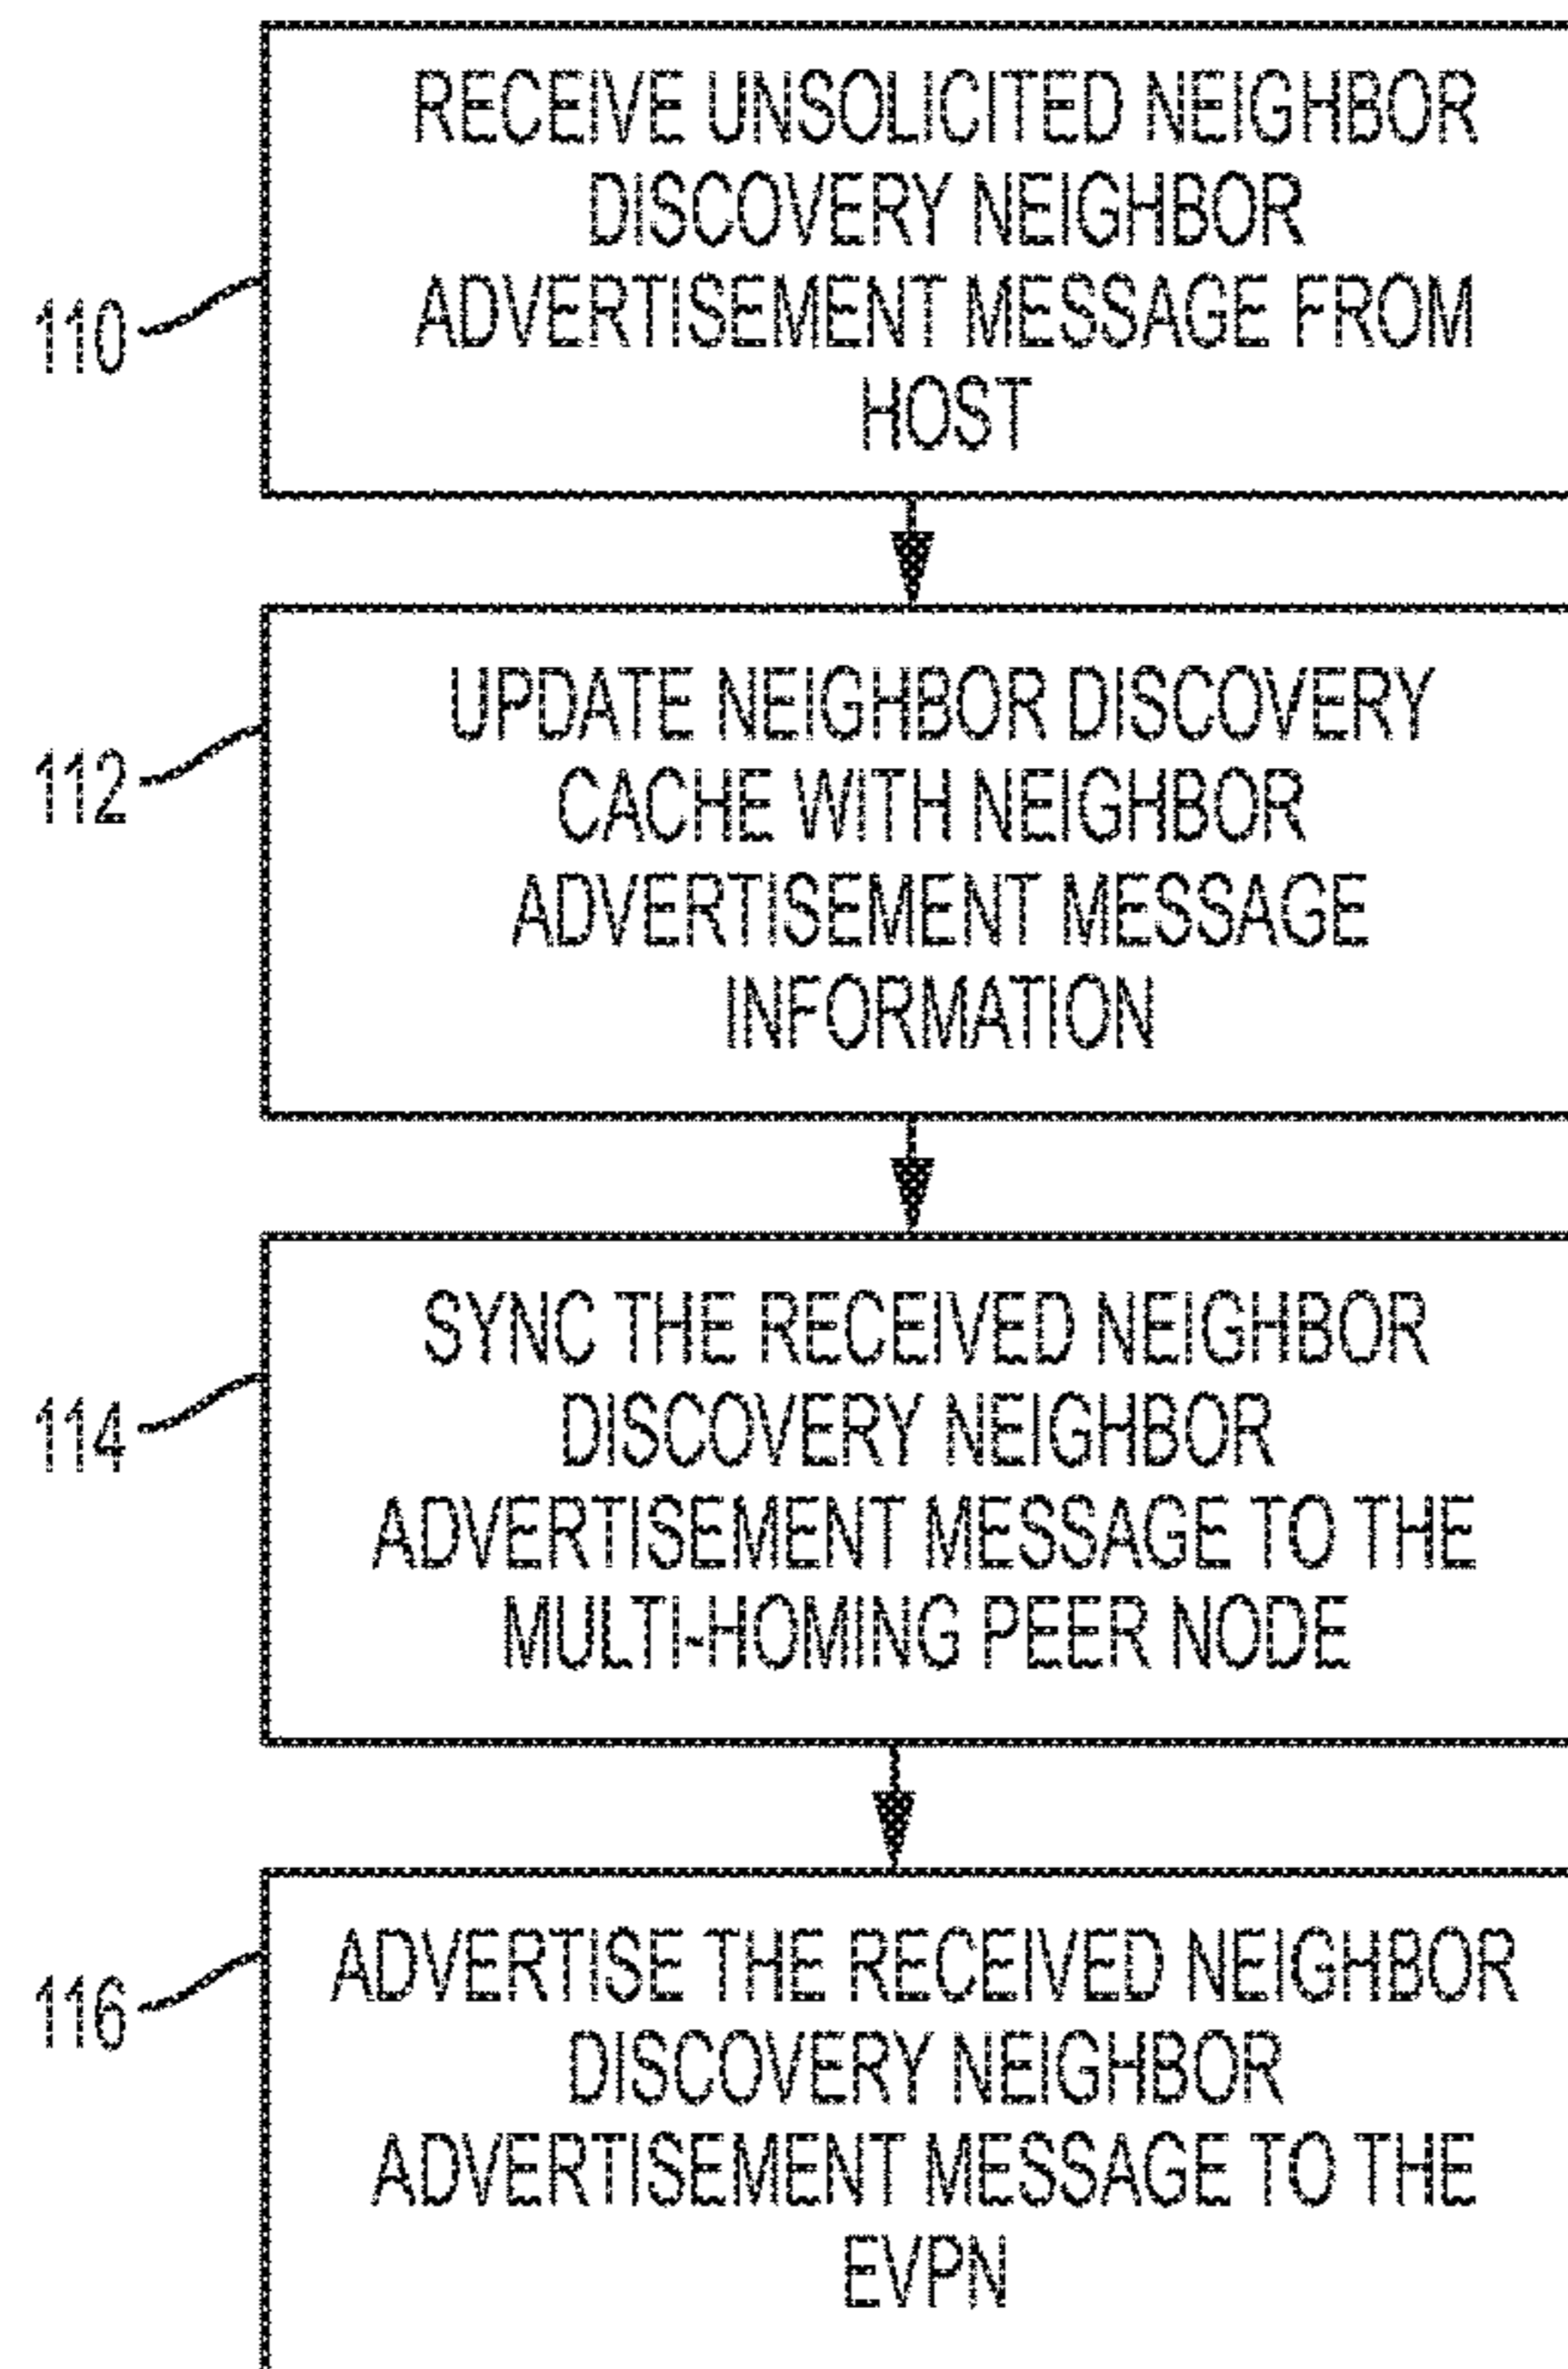 RECEIVE UNSOLICITED NEIGHBOR
DISCOVERY NEIGHBOR
ADVERTISEMENT MESSAGE FROM
HOST
110
UPDATE NEIGHBOR DISCOVERY
CACHE WITH NEIGHBOR
ADVERTISEMENT MESSAGE
INFORMATION
112
SYNC THE RECEIVED NEIGHBOR
DISCOVERY NEIGHBOR
ADVERTISEMENT MESSAGE TO THE
MULTI-HOMING PEER NODE
114
ADVERTISE THE RECEIVED NEIGHBOR
DISCOVERY NEIGHBOR
ADVERTISEMENT MESSAGE TO THE
EVPN
116